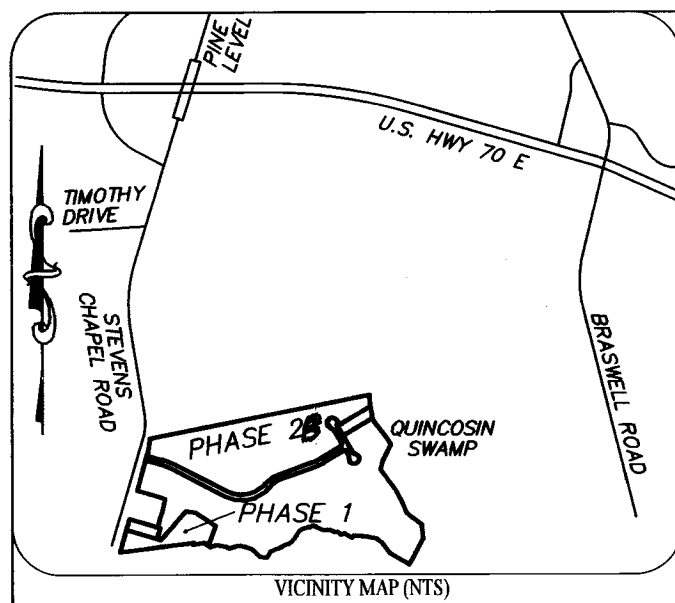 PINE
LEVEL
U.S. HWY 70 E
TIMOTHY
DRIVE
STEVENS
CHAPEL ROAD
BRASWELL ROAD
PHASE 2B
QUINCOSIN
SWAMP
PHASE 1
VICINITY MAP (NTS)